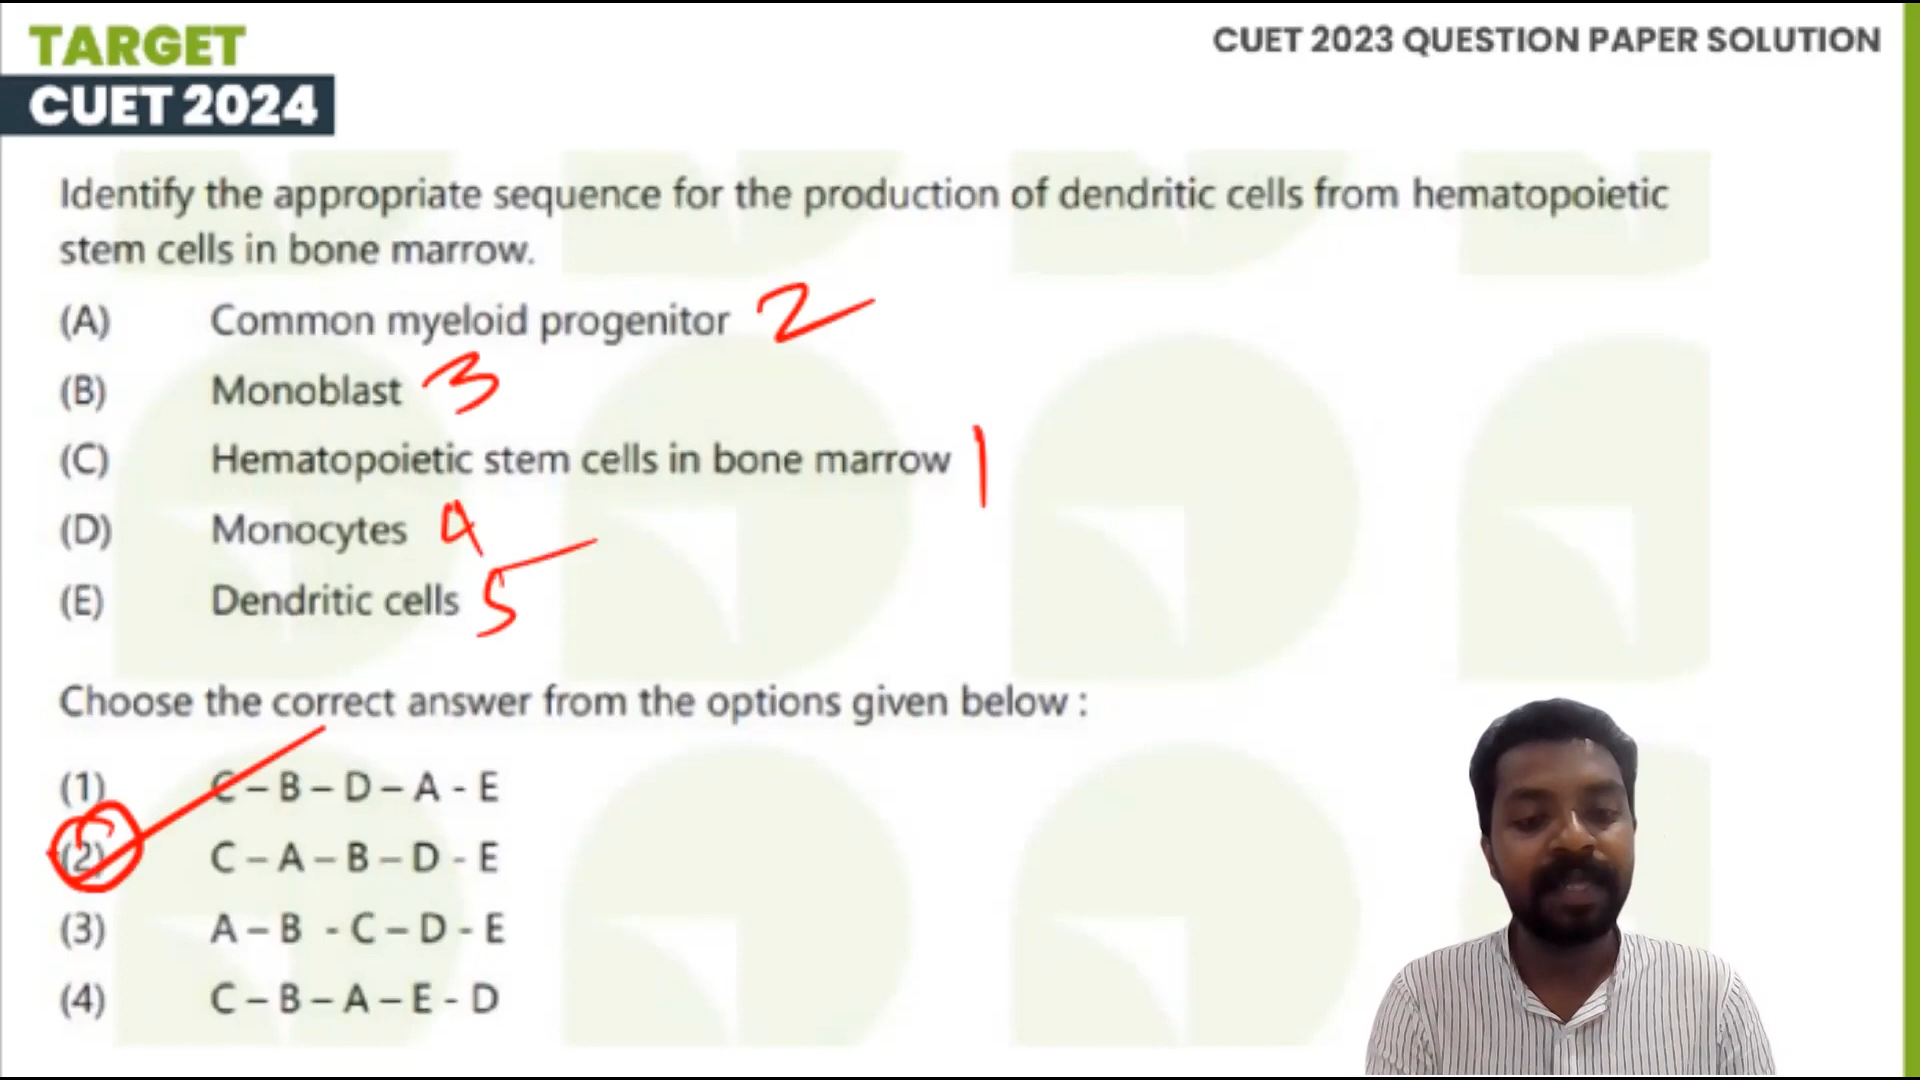 TARGET
CUET 2024
CUET 2023 QUESTION PAPER SOLUTION
Identify the appropriate sequence for the production of dendritic cells from hematopoietic
stem cells in bone marrow.
(A) Common myeloid progenitor 2
(B) Monoblast 3
(C) Hematopoietic stem cells in bone marrow 1
(D) Monocytes 4
(E) Dendritic cells 5
Choose the correct answer from the options given below :
(1) C – B – D – A - E
(2) C – A – B – D - E
(3) A – B - C – D - E
(4) C – B – A – E - D